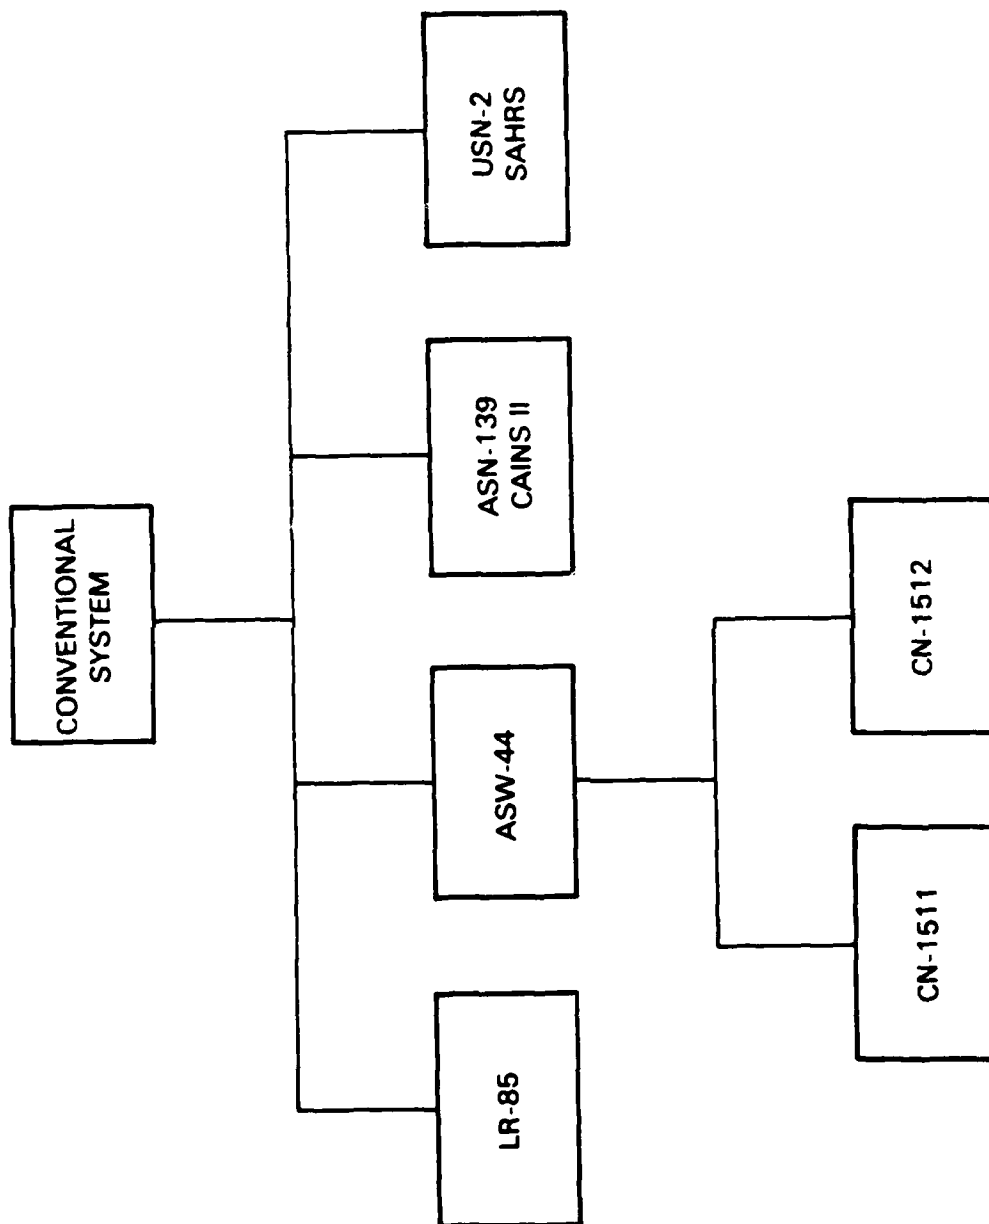 CONVENTIONAL
SYSTEM
LR-85
ASW-44
ASN-139
CAINS II
USN-2
SAHRS
CN-1511
CN-1512